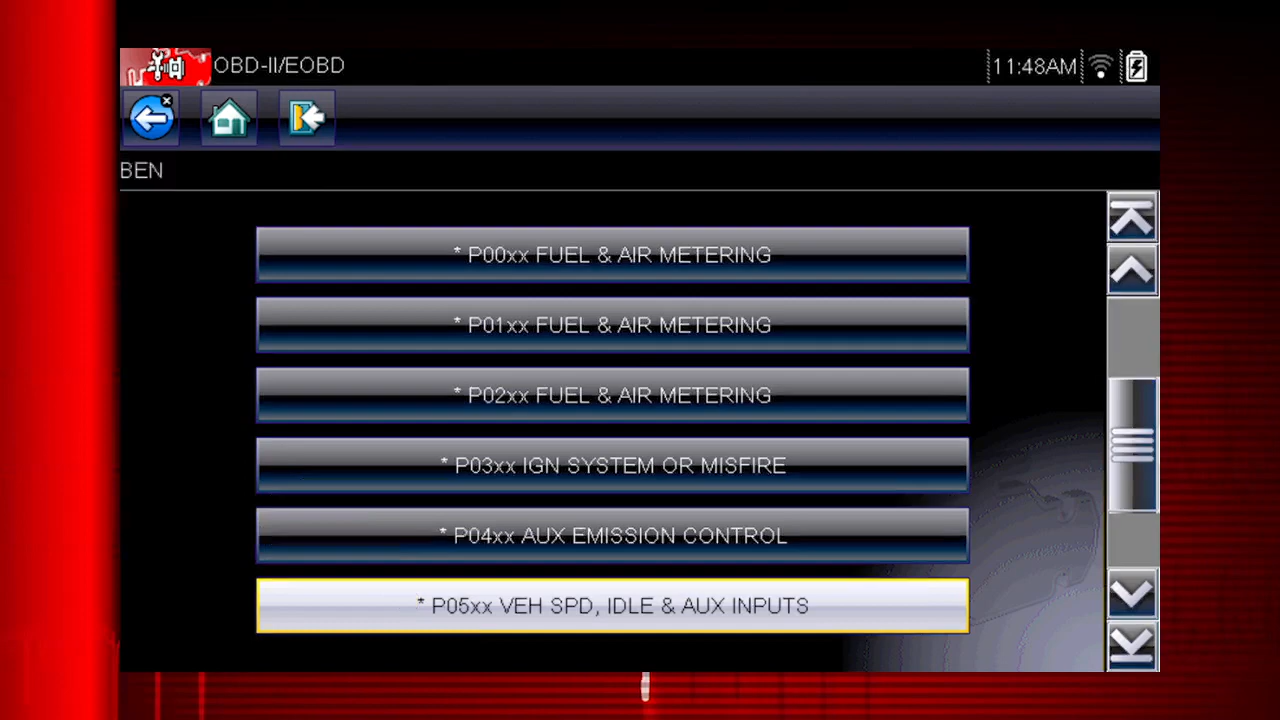 OBD-II/EOBD
11:48AM
BEN
* P00xx FUEL & AIR METERING
* P01xx FUEL & AIR METERING
* P02xx FUEL & AIR METERING
* P03xx IGN SYSTEM OR MISFIRE
* P04xx AUX EMISSION CONTROL
* P05xx VEH SPD, IDLE & AUX INPUTS